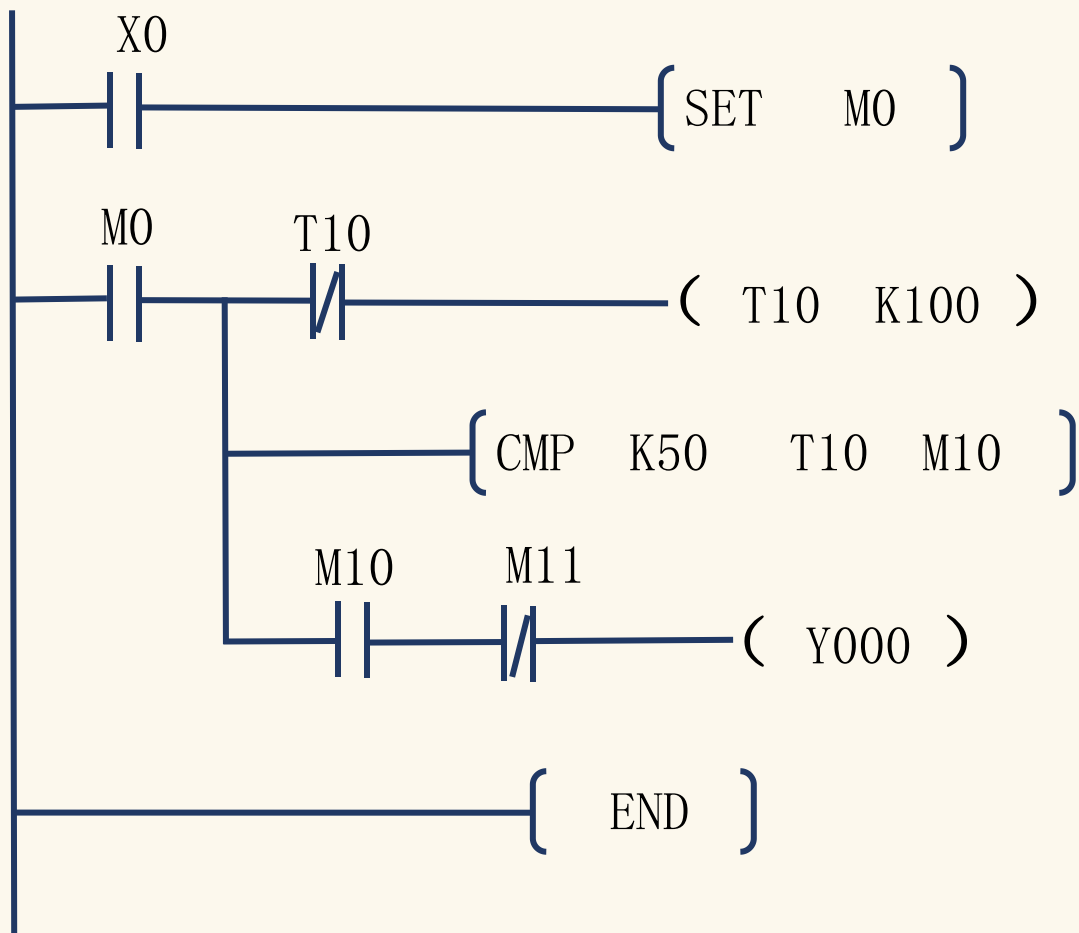 X0
SET M0
M0 T10
( T10 K100 )
CMP K50 T10 M10
M10 M11
( Y000 )
END